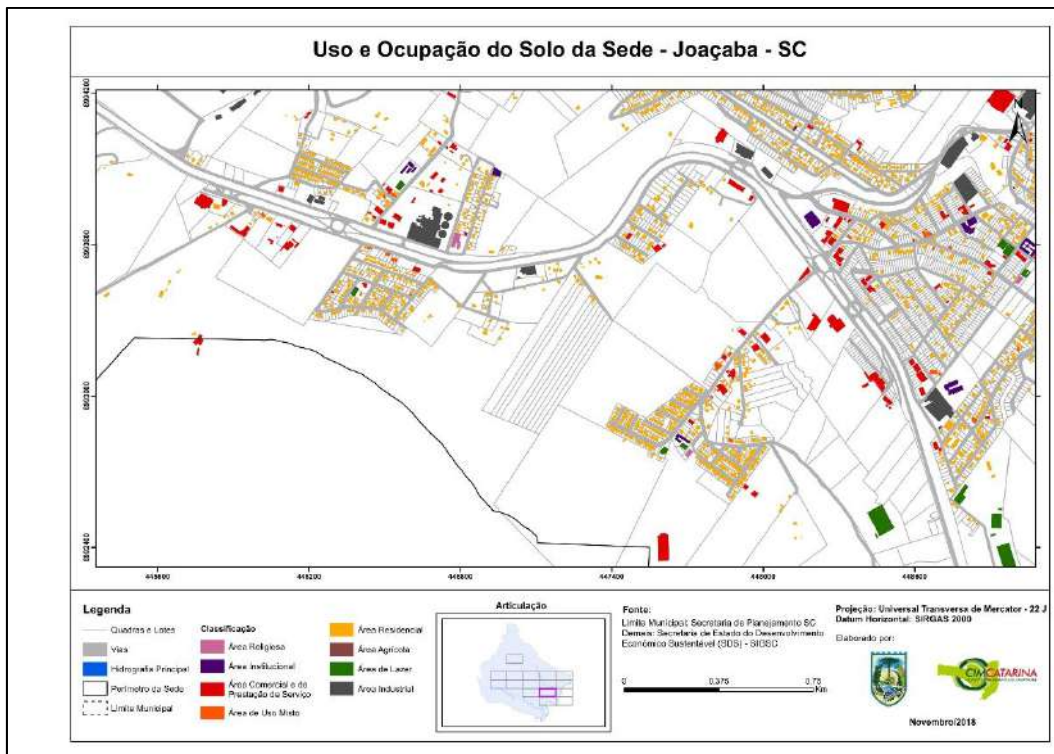 Uso e Ocupação do Solo da Sede - Joaçaba - SC
N
446800
447400
Legenda
Quadras e Lotes
Vias
Hidrografia Principal
Perímetro da Sede
Limite Municipal
Classificação
Área Religiosa
Área Institucional
Área Comercial e de
Prestação de Serviço
Área de Uso Misto
Área Residencial
Área Agrícola
Área de Lazer
Área Industrial
Articulação
Fonte:
Limite Municipal: Secretaria de Planejamento SC
Demais: Secretaria de Estado do Desenvolvimento
Econômico Sustentável (SDS) - SIGSC
0 0,375 0,75
Km
Projeção: Universal Transversa de Mercator - 22 J
Datum Horizontal: SIRGAS 2000
Elaborado por:
CIMCATARINA
Novembro/2018